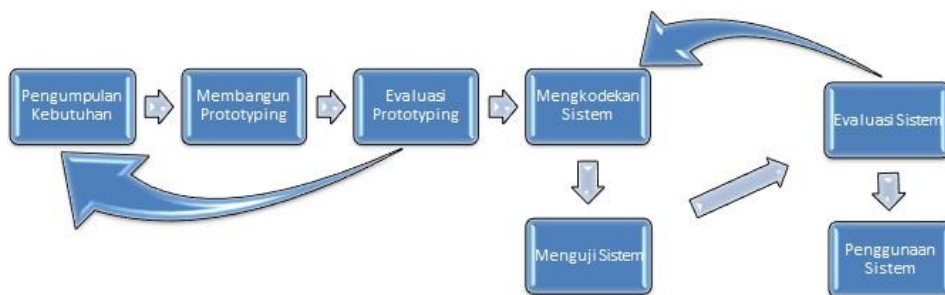 Pengumpulan
Kebutuhan
Membangun
Prototyping
Evaluasi
Prototyping
Mengkodekan
Sistem
Evaluasi Sistem
Menguji Sistem
Penggunaan
Sistem